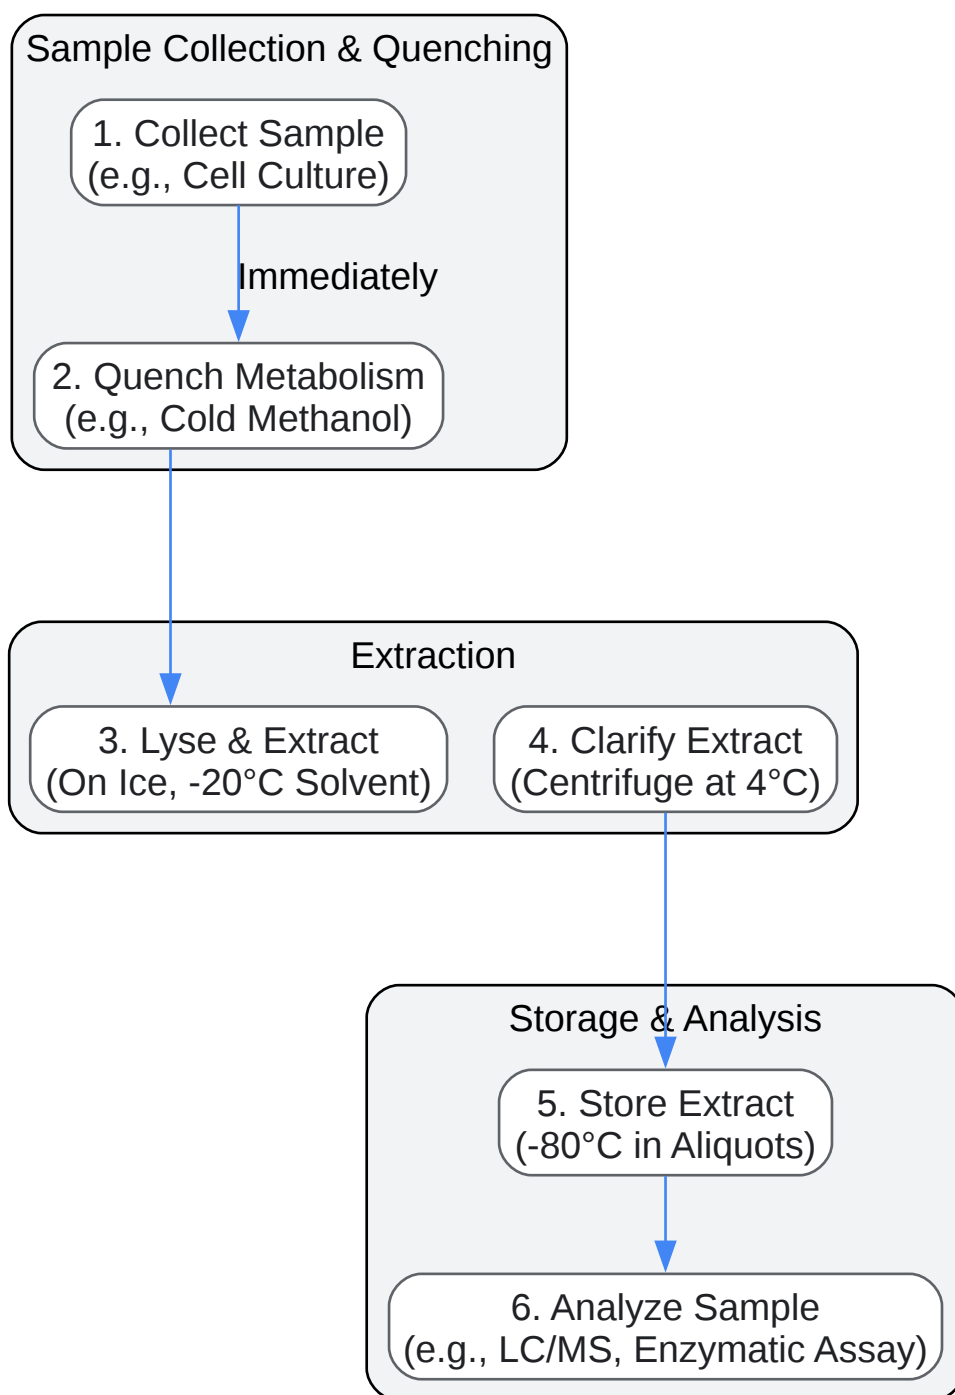 Sample Collection & Quenching
1. Collect Sample
(e.g., Cell Culture)
Immediately
2. Quench Metabolism
(e.g., Cold Methanol)
Extraction
3. Lyse & Extract
(On Ice, -20°C Solvent)
4. Clarify Extract
(Centrifuge at 4°C)
Storage & Analysis
5. Store Extract
(-80°C in Aliquots)
6. Analyze Sample
(e.g., LC/MS, Enzymatic Assay)